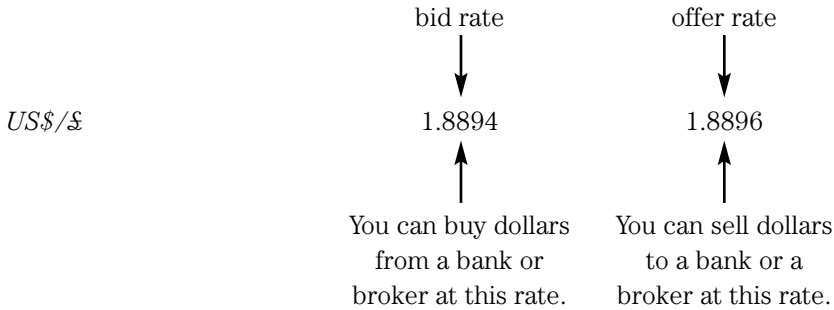 bid rate
offer rate
US$/£
1.8894
1.8896
You can buy dollars
from a bank or
broker at this rate.
You can sell dollars
to a bank or a
broker at this rate.